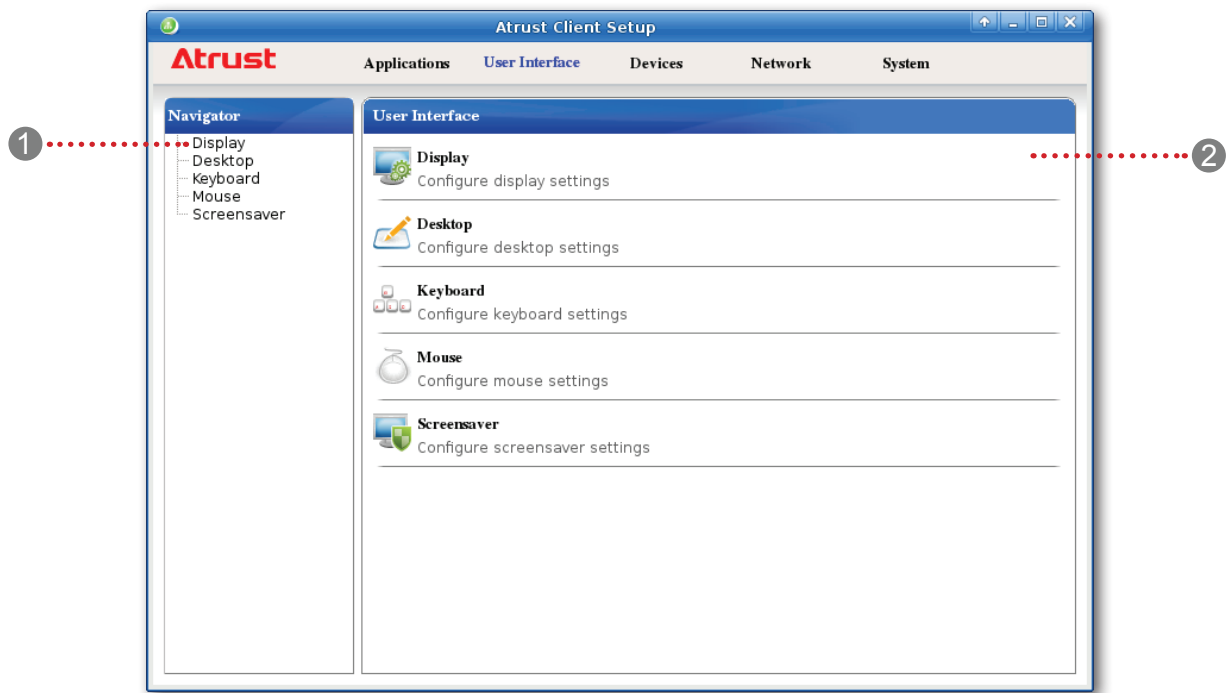 Atrust Client Setup
Atrust
Applications User Interface Devices Network System
Navigator
Display
Desktop
Keyboard
Mouse
Screensaver
User Interface
Display
Configure display settings
Desktop
Configure desktop settings
Keyboard
Configure keyboard settings
Mouse
Configure mouse settings
Screensaver
Configure screensaver settings
1
2